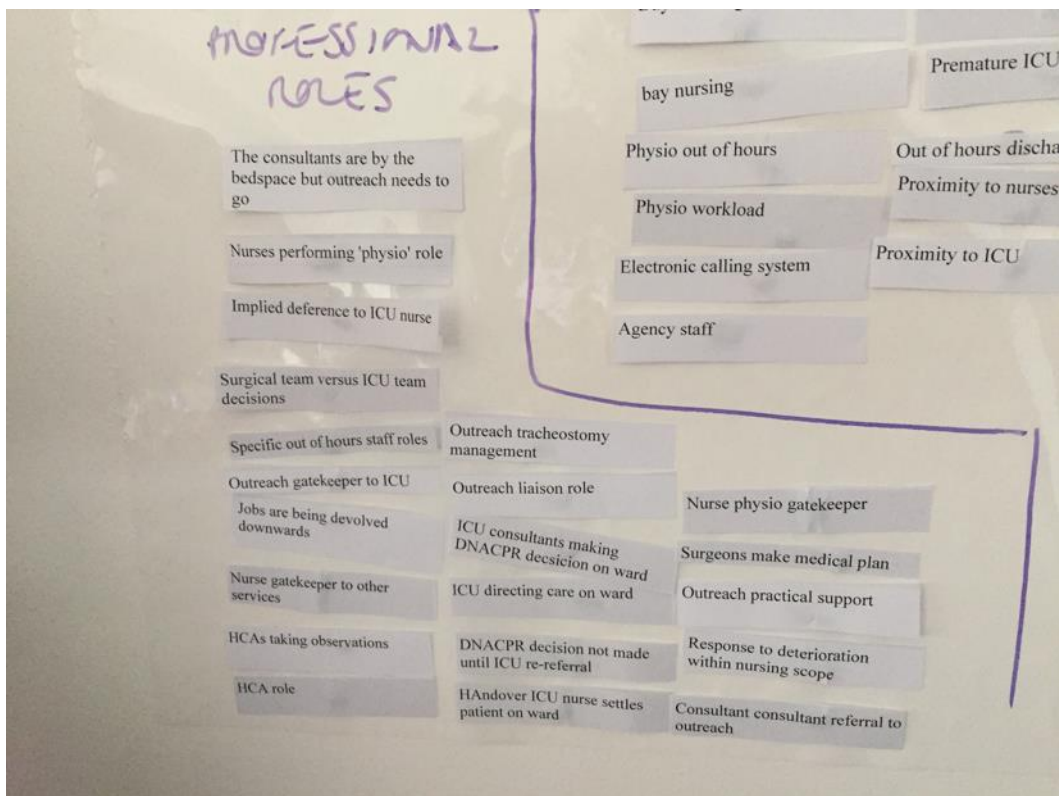 PROFESSIONAL
ROLES
The consultants are by the
bedspace but outreach needs to
go
Nurses performing 'physio' role
Implied deference to ICU nurse
Surgical team versus ICU team
decisions
Specific out of hours staff roles
Outreach gatekeeper to ICU
Jobs are being devolved
downwards
Nurse gatekeeper to other
services
HCAs taking observations
HCA role
Outreach tracheostomy
management
Outreach liaison role
ICU consultants making
DNACPR decsicion on ward
ICU directing care on ward
DNACPR decision not made
until ICU re-referral
HAndover ICU nurse settles
patient on ward
Nurse physio gatekeeper
Surgeons make medical plan
Outreach practical support
Response to deterioration
within nursing scope
Consultant consultant referral to
outreach
bay nursing
Physio out of hours
Physio workload
Electronic calling system
Agency staff
Premature ICU
Out of hours discha
Proximity to nurses
Proximity to ICU